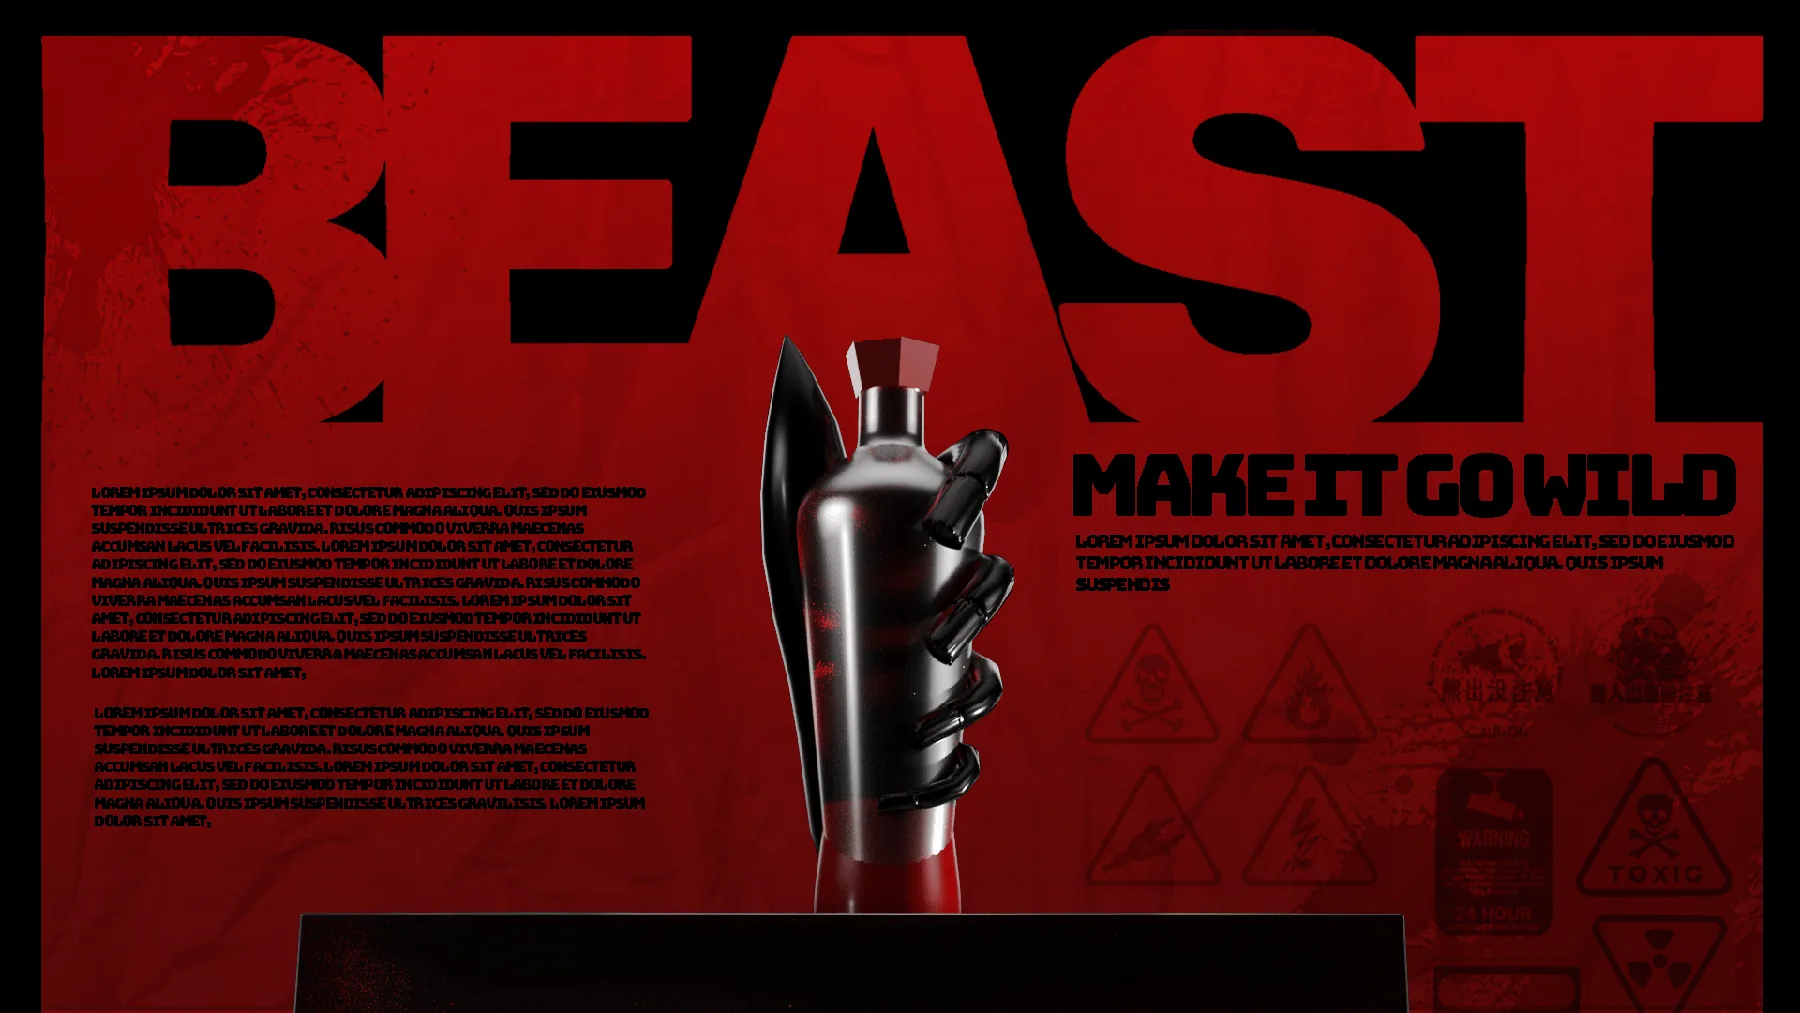 BEAST
MAKE IT GO WILD
LOREM IPSUM DOLOR SIT AMET, CONSECTETUR ADIPISCING ELIT, SED DO EIUSMOD
TEMPOR INCIDIDUNT UT LABORE ET DOLORE MAGNA ALIQUA. QUIS IPSUM
SUSPENDIS
LOREM IPSUM DOLOR SIT AMET, CONSECTETUR ADIPISCING ELIT, SED DO EIUSMOD
TEMPOR INCIDIDUNT UT LABORE ET DOLORE MAGNA ALIQUA. QUIS IPSUM
SUSPENDISSE ULTRICES GRAVIDA. RISUS COMMODO VIVERRA MAECENAS
ACCUMSAN LACUS VEL FACILISIS. LOREM IPSUM DOLOR SIT AMET, CONSECTETUR
ADIPISCING ELIT, SED DO EIUSMOD TEMPOR INCIDIDUNT UT LABORE ET DOLORE
MAGNA ALIQUA. QUIS IPSUM SUSPENDISSE ULTRICES GRAVIDA. RISUS COMMODO
VIVERRA MAECENAS ACCUMSAN LACUS VEL FACILISIS. LOREM IPSUM DOLOR SIT
AMET, CONSECTETUR ADIPISCING ELIT, SED DO EIUSMOD TEMPOR INCIDIDUNT UT
LABORE ET DOLORE MAGNA ALIQUA. QUIS IPSUM SUSPENDISSE ULTRICES
GRAVIDA. RISUS COMMODO VIVERRA MAECENAS ACCUMSAN LACUS VEL FACILISIS.
LOREM IPSUM DOLOR SIT AMET,
LOREM IPSUM DOLOR SIT AMET, CONSECTETUR ADIPISCING ELIT, SED DO EIUSMOD
TEMPOR INCIDIDUNT UT LABORE ET DOLORE MAGNA ALIQUA. QUIS IPSUM
SUSPENDISSE ULTRICES GRAVIDA. RISUS COMMODO VIVERRA MAECENAS
ACCUMSAN LACUS VEL FACILISIS. LOREM IPSUM DOLOR SIT AMET, CONSECTETUR
ADIPISCING ELIT, SED DO EIUSMOD TEMPOR INCIDIDUNT UT LABORE ET DOLORE
MAGNA ALIQUA. QUIS IPSUM SUSPENDISSE ULTRICES GRAVILISIS. LOREM IPSUM
DOLOR SIT AMET,
熊出没注意
CAUTION
WARNING
24 HOUR
TOXIC